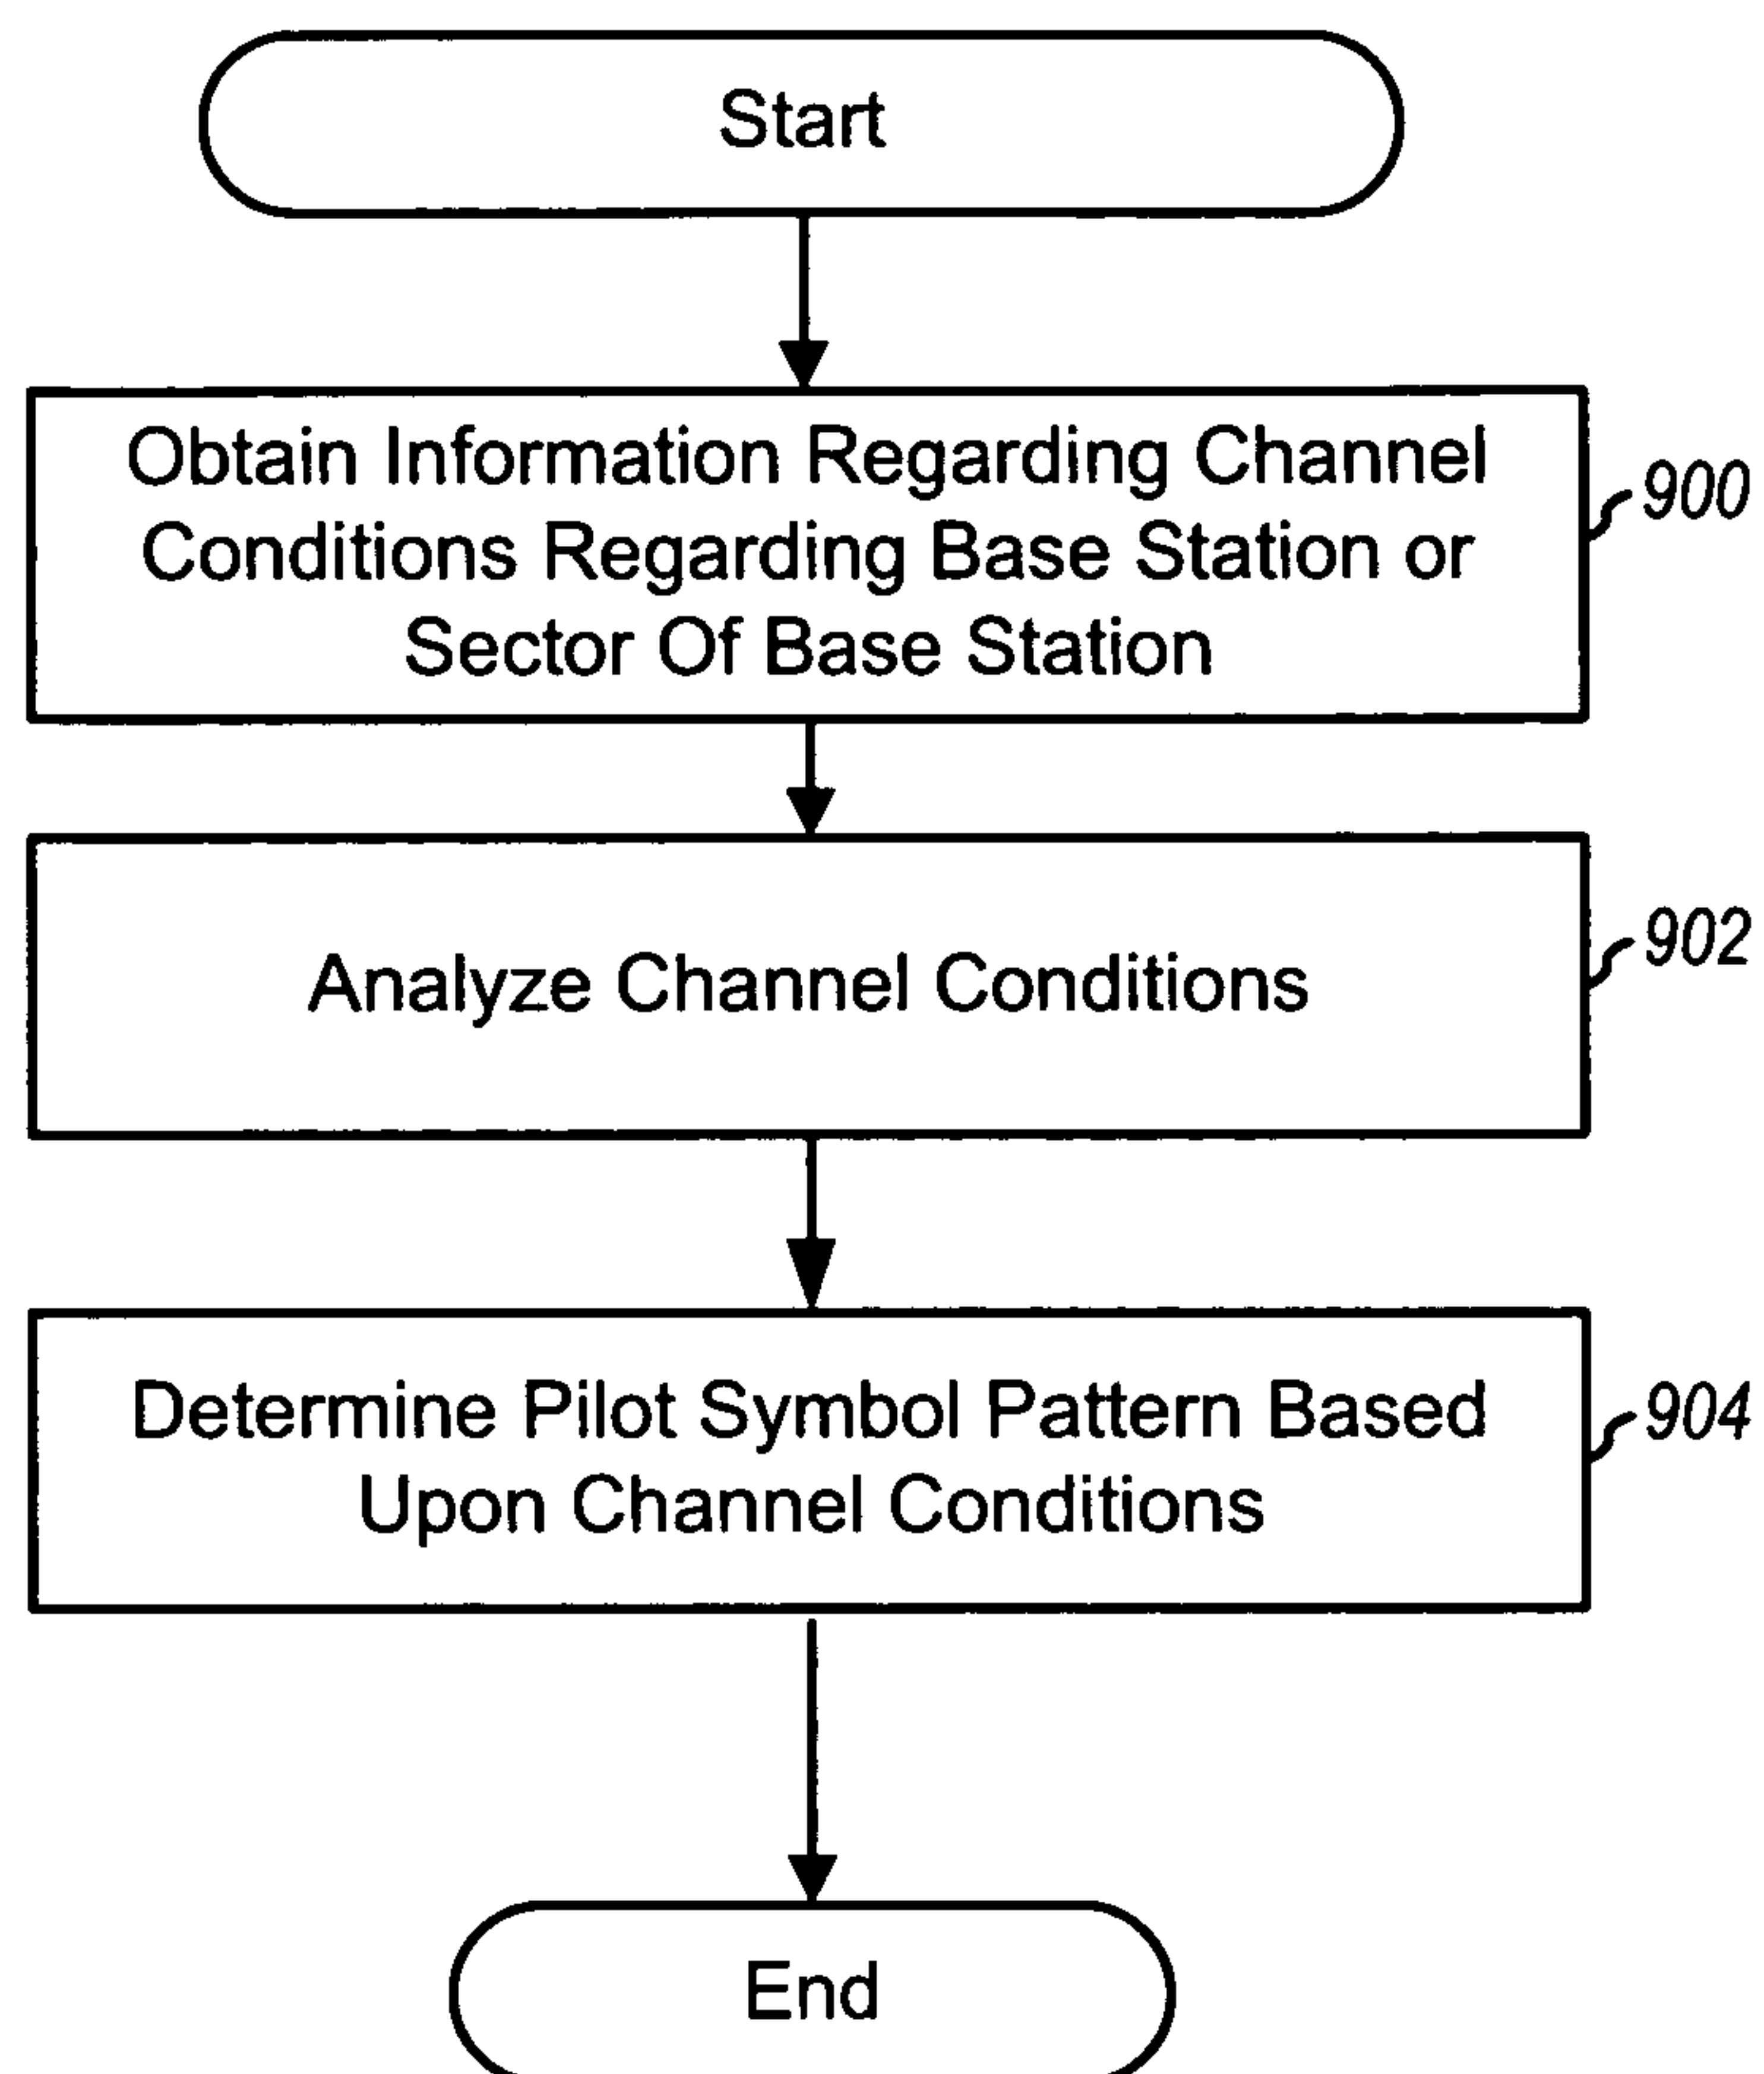 Start
Obtain Information Regarding Channel
Conditions Regarding Base Station or
Sector Of Base Station
900
Analyze Channel Conditions
902
Determine Pilot Symbol Pattern Based
Upon Channel Conditions
904
End